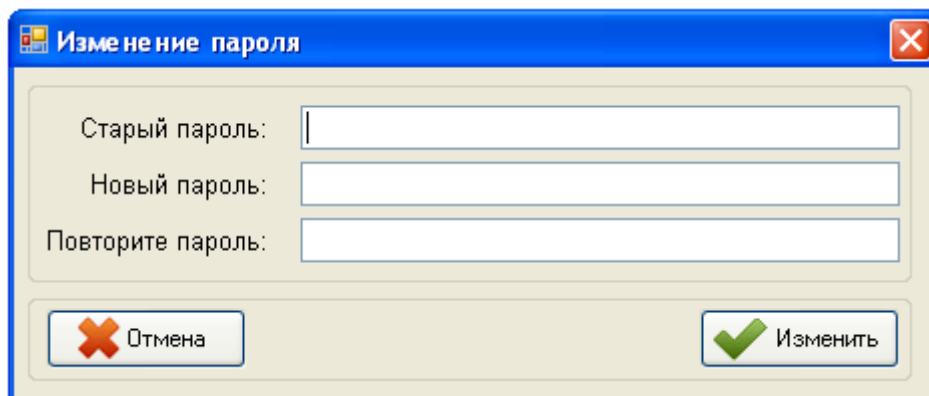 Изменение пароля
Старый пароль:
Новый пароль:
Повторите пароль:
Отмена Изменить